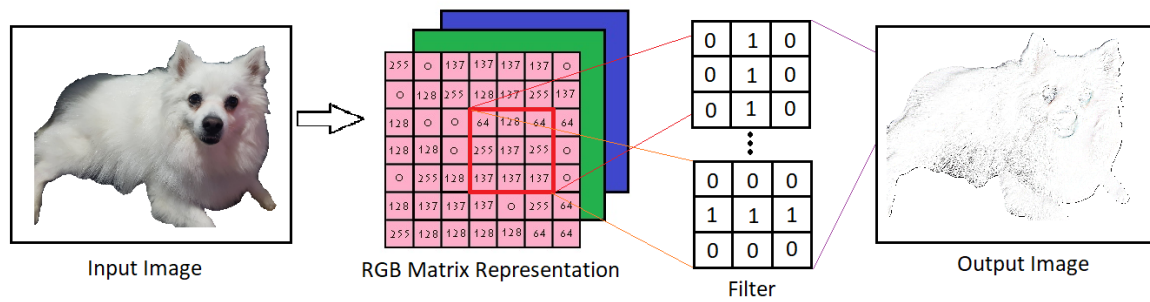 255 0 137 137 137 137 0
0 128 255 128 137 255 137
128 0 0 64 128 64 64
128 128 0 255 137 255 0
0 255 128 137 137 137 0
128 137 137 137 0 255 64
255 128 128 128 128 64 64
0 1 0
0 1 0
0 1 0
0 0 0
1 1 1
0 0 0
Input Image
RGB Matrix Representation
Filter
Output Image